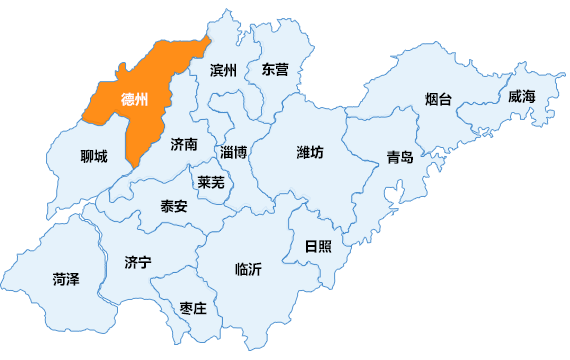 滨州
东营
德州
烟台
威海
济南
聊城
淄博
潍坊
青岛
莱芜
泰安
日照
济宁
临沂
菏泽
枣庄